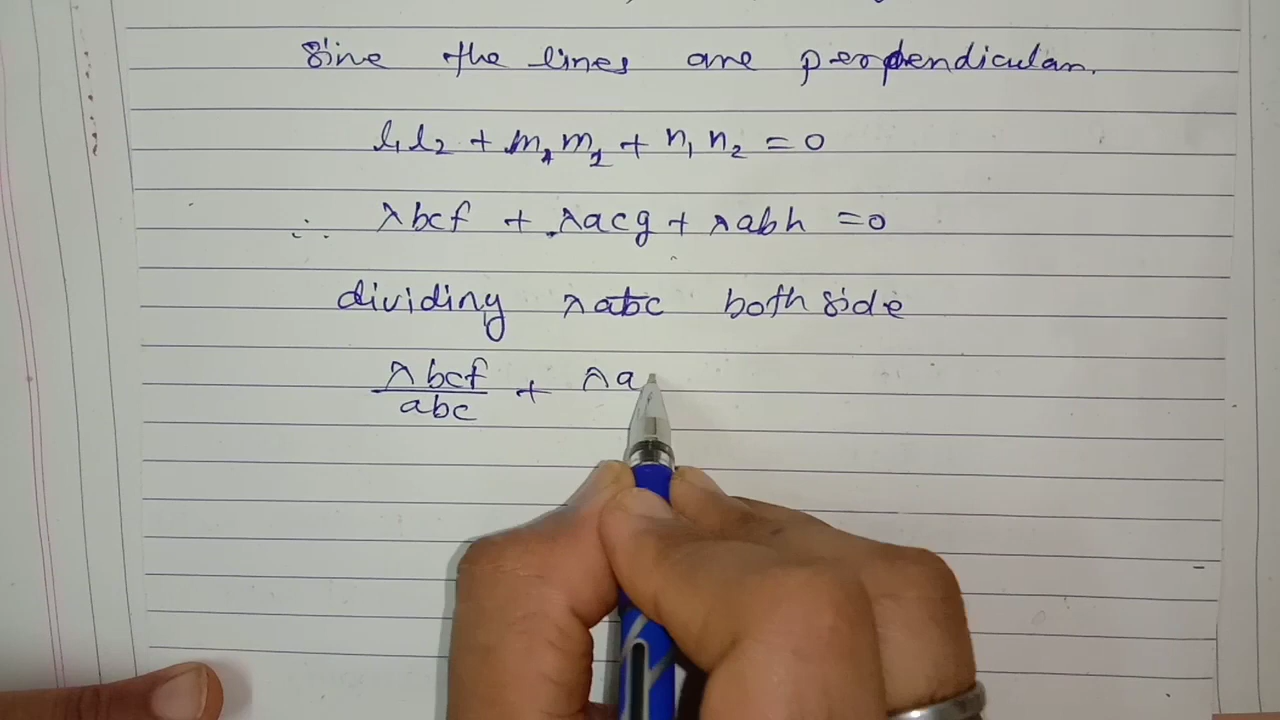 Sine the lines are perpendicular.
l₁l₂ + m₁m₂ + n₁n₂ = 0
∴ λbcf + λacg + λabh = 0
dividing λabc both side
λbcf/abc + λa